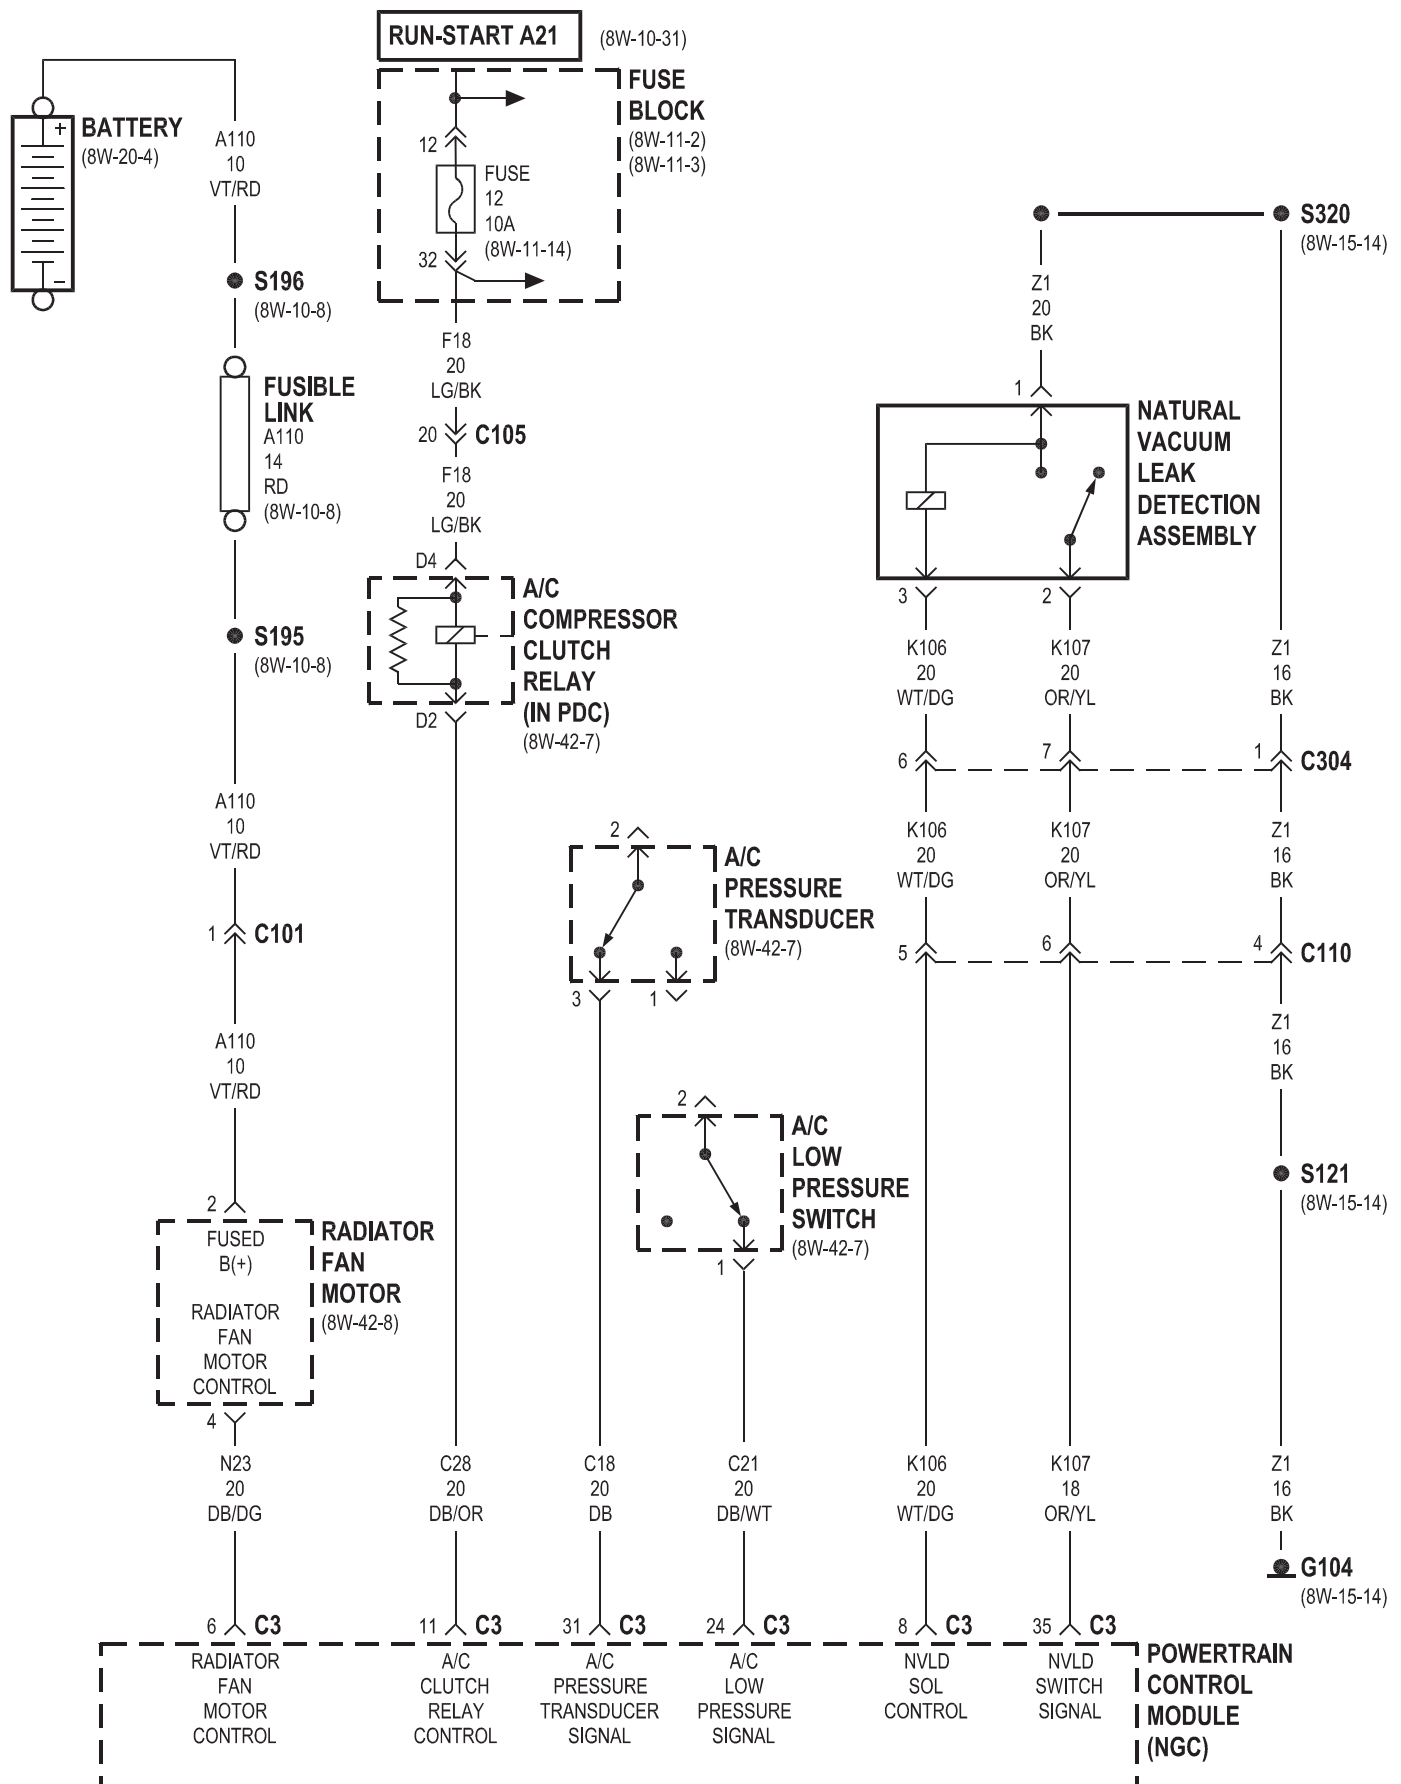 RUN-START A21
(8W-10-31)
BATTERY
(8W-20-4)
+
–
A110
10
VT/RD
S196
(8W-10-8)
FUSIBLE
LINK
A110
14
RD
(8W-10-8)
S195
(8W-10-8)
A110
10
VT/RD
1
C101
A110
10
VT/RD
2
FUSED
B(+)
RADIATOR
FAN
MOTOR
CONTROL
RADIATOR
FAN
MOTOR
(8W-42-8)
4
N23
20
DB/DG
6
C3
RADIATOR
FAN
MOTOR
CONTROL
FUSE
BLOCK
(8W-11-2)
(8W-11-3)
12
FUSE
12
10A
(8W-11-14)
32
F18
20
LG/BK
20
C105
F18
20
LG/BK
D4
A/C
COMPRESSOR
CLUTCH
RELAY
(IN PDC)
(8W-42-7)
D2
C28
20
DB/OR
11
C3
A/C
CLUTCH
RELAY
CONTROL
2
A/C
PRESSURE
TRANSDUCER
(8W-42-7)
3
1
C18
20
DB
31
C3
A/C
PRESSURE
TRANSDUCER
SIGNAL
2
A/C
LOW
PRESSURE
SWITCH
(8W-42-7)
1
C21
20
DB/WT
24
C3
A/C
LOW
PRESSURE
SIGNAL
S320
(8W-15-14)
Z1
20
BK
1
NATURAL
VACUUM
LEAK
DETECTION
ASSEMBLY
3
2
K106
20
WT/DG
K107
20
OR/YL
Z1
16
BK
6
7
1
C304
K106
20
WT/DG
K107
20
OR/YL
Z1
16
BK
5
6
4
C110
Z1
16
BK
S121
(8W-15-14)
K106
20
WT/DG
K107
18
OR/YL
Z1
16
BK
G104
(8W-15-14)
8
C3
35
C3
NVLD
SOL
CONTROL
NVLD
SWITCH
SIGNAL
POWERTRAIN
CONTROL
MODULE
(NGC)